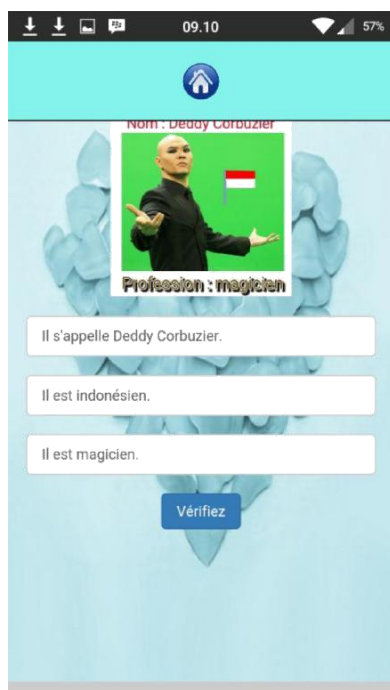 09.10
57%
Nom : Deddy Corbuzier
Profession : magicien
Il s'appelle Deddy Corbuzier.
Il est indonésien.
Il est magicien.
Vérifiez